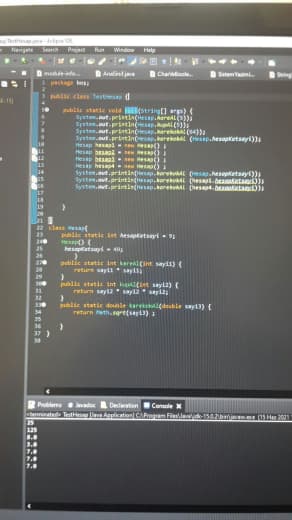 TestHesap.java - Eclipse IDE
Navigate Search Project Run Window Help
module-info... AnaSinif.java
1 package
2
3 public class TestHesap {
4
5 public static void main(String[] args) {
6 System.out.println(Hesap.kareAl(5));
7 System.out.println(Hesap.kupAl(5));
8 System.out.println(Hesap.karekokAl(64));
9 System.out.println(Hesap.karekokAl (Hesap.hesapKatsayi));
10 Hesap hesap1 = new Hesap() ;
11 Hesap hesap2 = new Hesap() ;
12 Hesap hesap3 = new Hesap() ;
13 Hesap hesap4 = new Hesap() ;
14 System.out.println(Hesap.karekokAl (Hesap.hesapKatsayi));
15 System.out.println(Hesap.karekokAl (hesap1.hesapKatsayi));
16 System.out.println(Hesap.karekokAl (hesap4.hesapKatsayi));
17
18
19 }
20
21 }
22 class Hesap{
23 public static int hesapKatsayi = 9;
24 Hesap() {
25 hesapKatsayi = 49;
26 }
27 public static int kareAl(int sayi1) {
28 return sayi1 * sayi1;
29 }
30 public static int kupAl(int sayi2) {
31 return sayi2 * sayi2 * sayi2;
32 }
33 public static double karekokAl(double sayi3) {
34 return Math.sqrt(sayi3) ;
35
36 }
37 }
38
Problems Javadoc Declaration Console
<terminated> TestHesap [Java Application] C:\Program Files\Java\jdk-15.0.2\bin\javaw.exe (15 Haz 2021
25
125
8.0
3.0
7.0
7.0
7.0